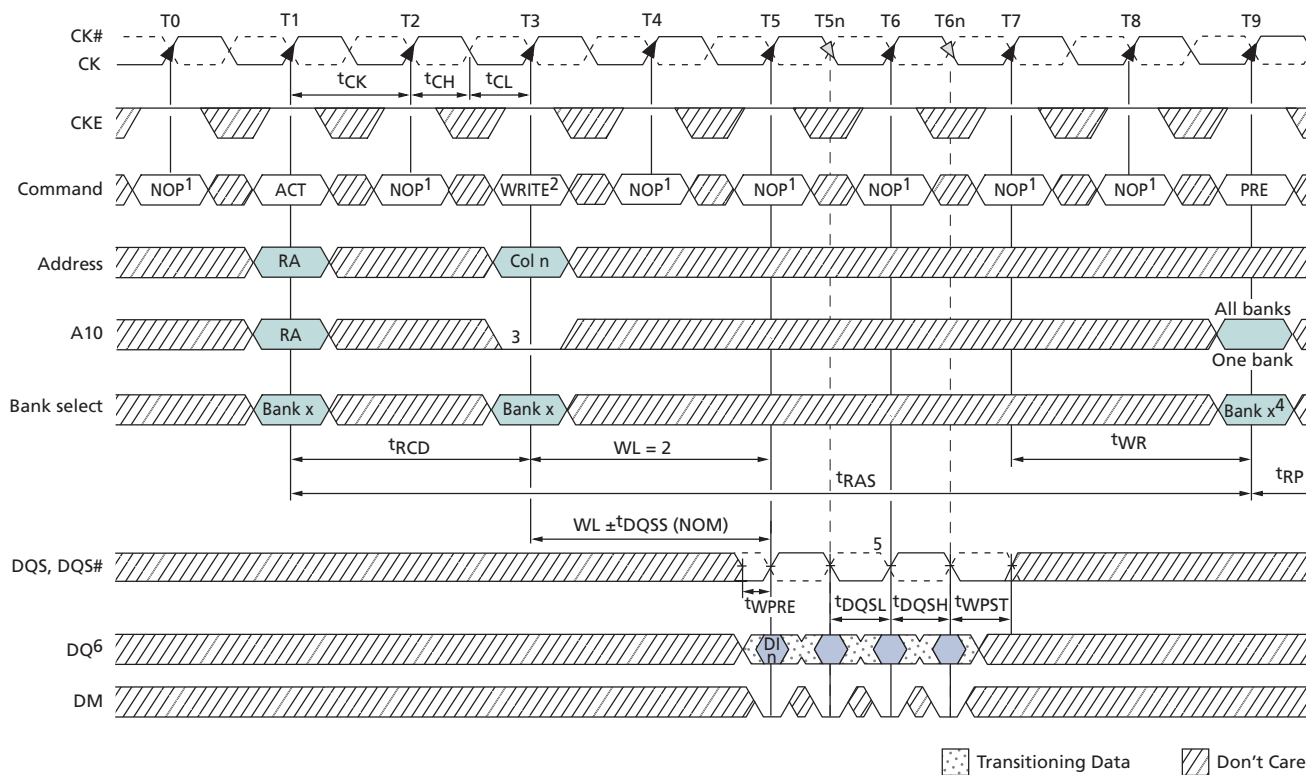 T0 T1 T2 T3 T4 T5 T5n T6 T6n T7 T8 T9
CK#
CK
tCK tCH tCL
CKE
Command NOP1 ACT NOP1 WRITE2 NOP1 NOP1 NOP1 NOP1 NOP1 PRE
Address RA Col n
All banks
A10 RA 3
One bank
Bank select Bank x Bank x Bank x4
tRCD WL = 2 tWR
tRAS tRP
WL ±tDQSS (NOM)
5
DQS, DQS#
tWPRE tDQSL tDQSH tWPST
DQ6 DI
n
DM
Transitioning Data Don't Care